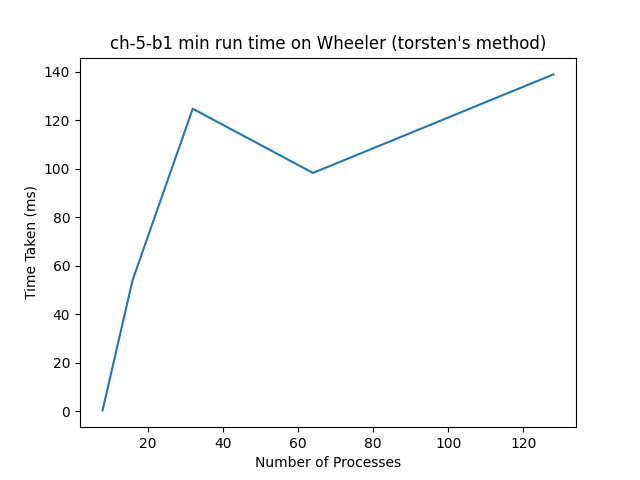 ch-5-b1 min run time on Wheeler (torsten's method)
140
120
100
80
60
40
20
0
Time Taken (ms)
20 40 60 80 100 120
Number of Processes